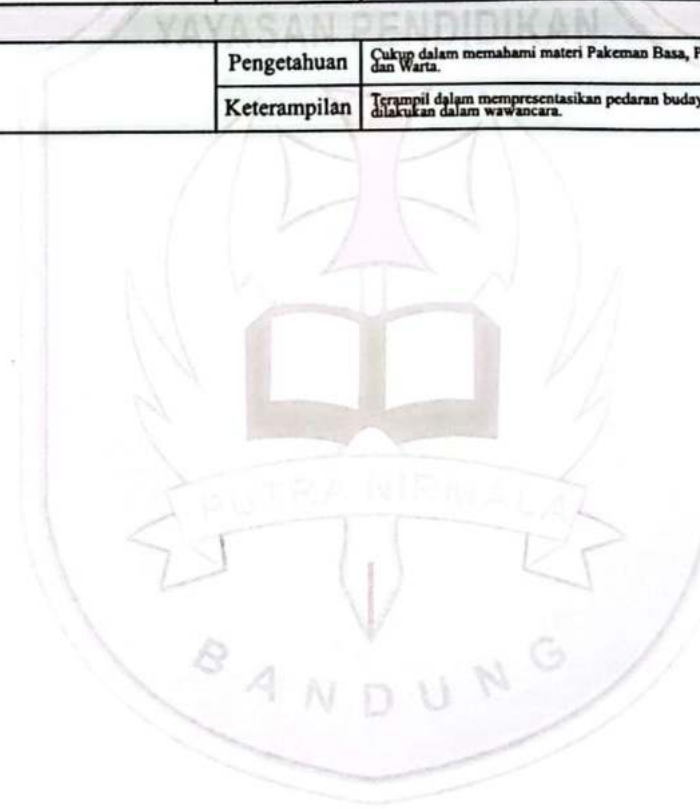 YAYASAN PENDIDIKAN
Pengetahuan
Cukup dalam memahami materi Pakeman Basa, P
dan Warta.
Keterampilan
Terampil dalam mempresentasikan pedaran buday
dilakukan dalam wawancara.
PUTRA NIRMALA
BANDUNG